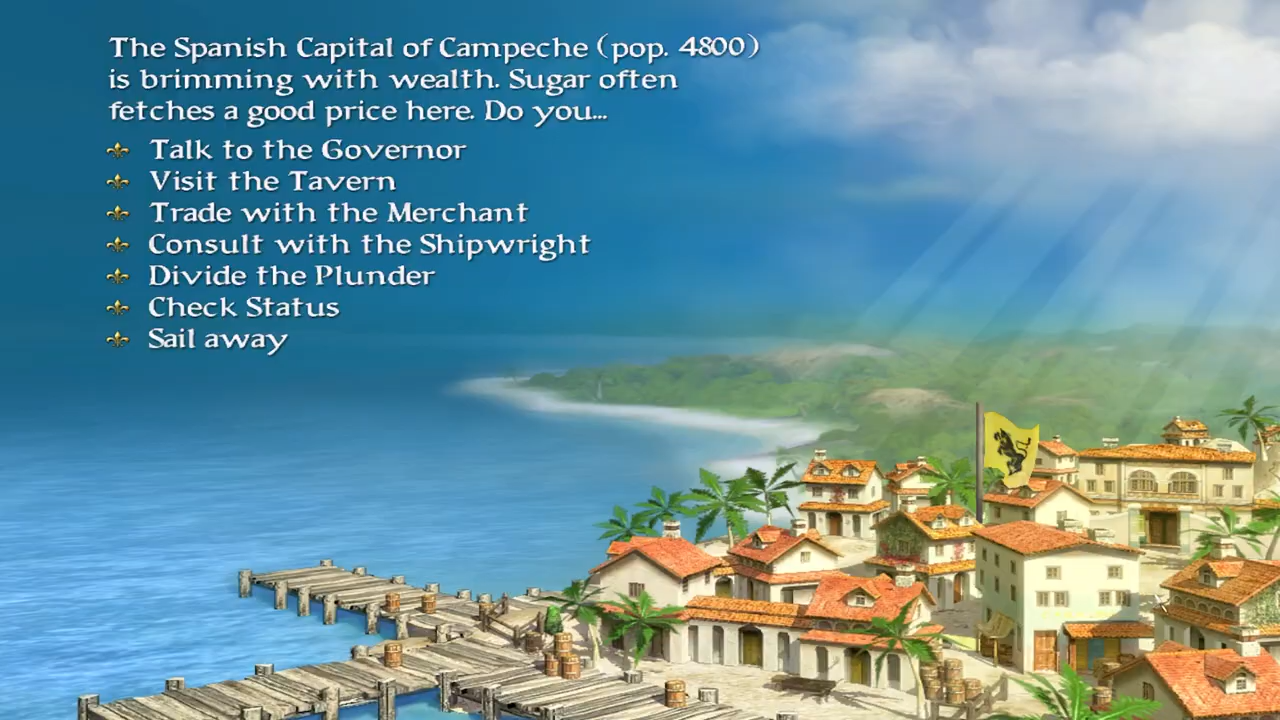 The Spanish Capital of Campeche (pop. 4800)
is brimming with wealth. Sugar often
fetches a good price here. Do you...
Talk to the Governor
Visit the Tavern
Trade with the Merchant
Consult with the Shipwright
Divide the Plunder
Check Status
Sail away